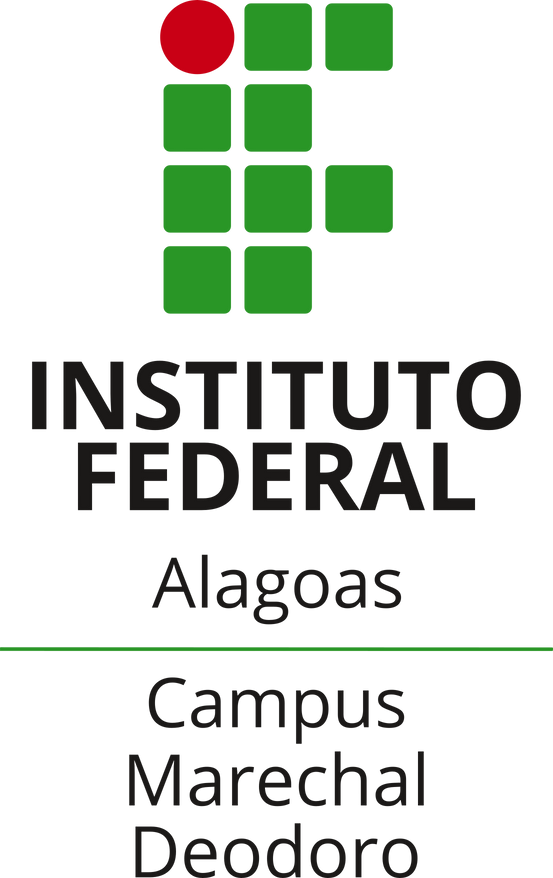 INSTITUTO
FEDERAL
Alagoas
Campus
Marechal
Deodoro